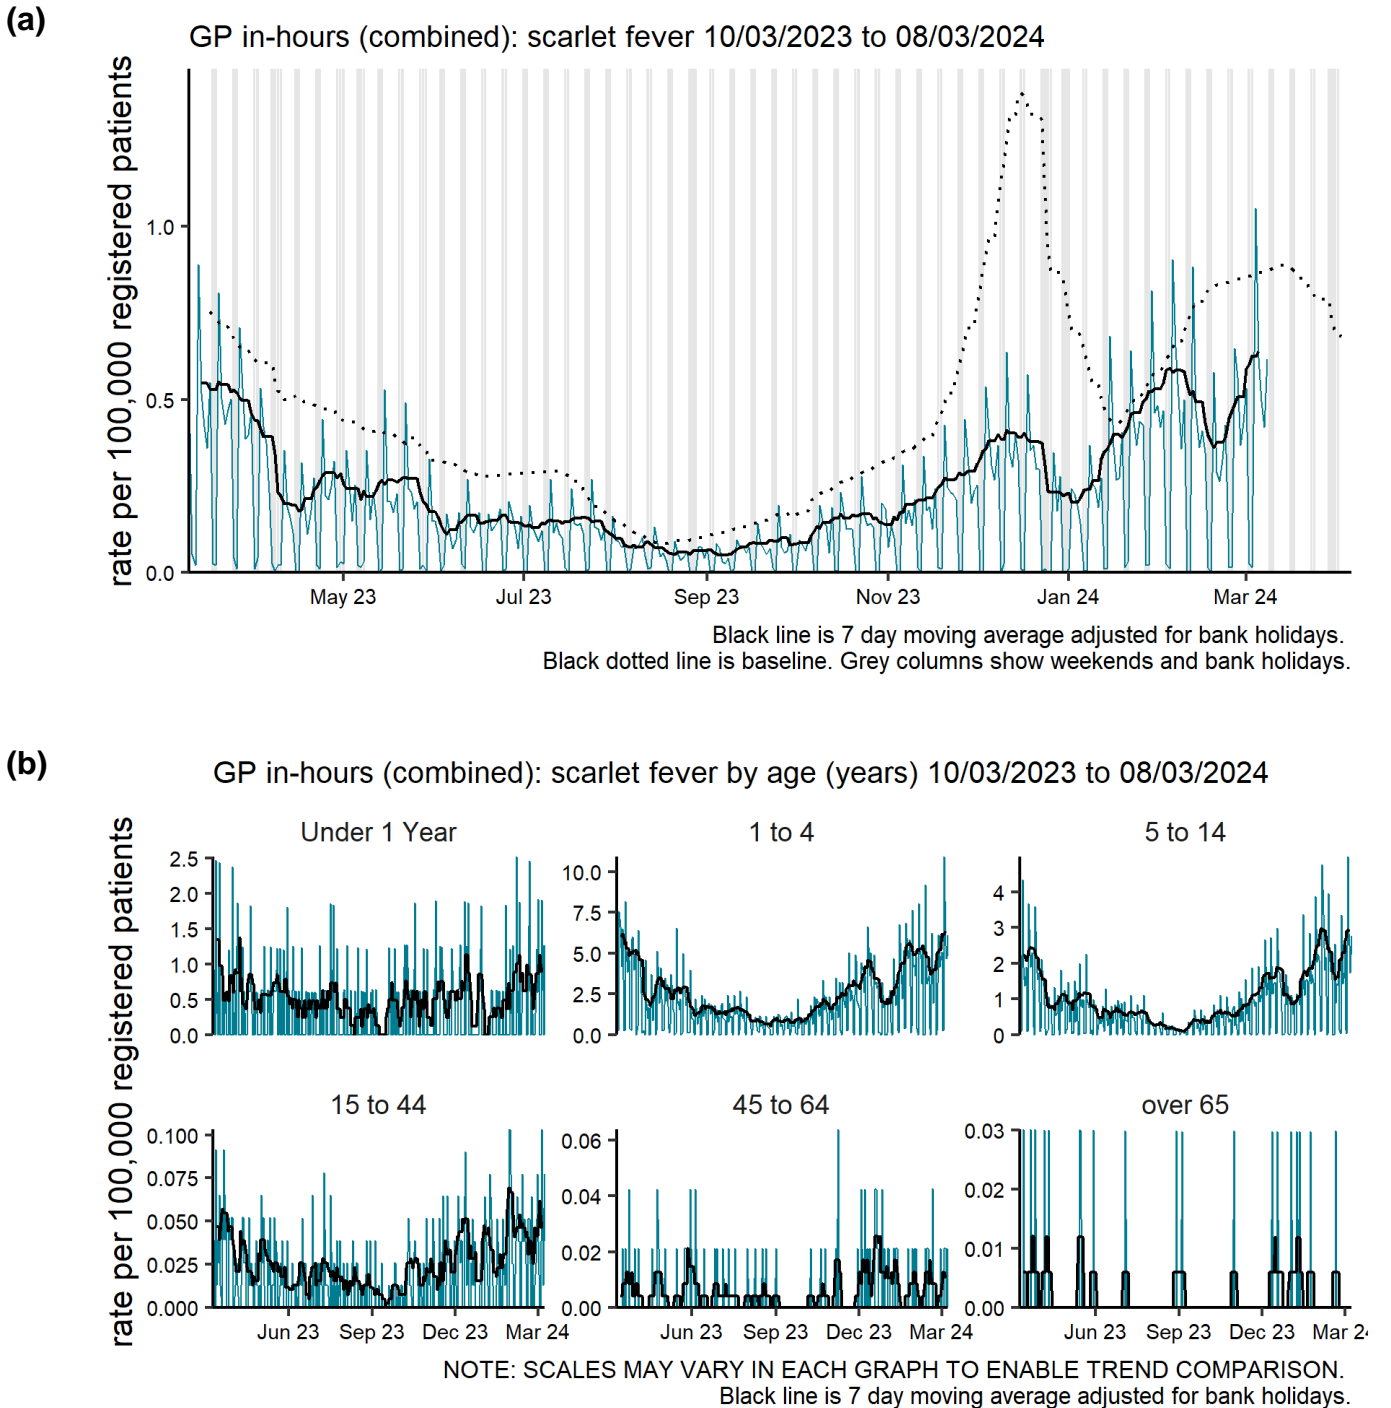 (a)
GP in-hours (combined): scarlet fever 10/03/2023 to 08/03/2024
rate per 100,000 registered patients
1.0
0.5
0.0
May 23 Jul 23 Sep 23 Nov 23 Jan 24 Mar 24
Black line is 7 day moving average adjusted for bank holidays.
Black dotted line is baseline. Grey columns show weekends and bank holidays.
(b)
GP in-hours (combined): scarlet fever by age (years) 10/03/2023 to 08/03/2024
rate per 100,000 registered patients
Under 1 Year
2.5
2.0
1.5
1.0
0.5
0.0
1 to 4
10.0
7.5
5.0
2.5
0.0
5 to 14
4
3
2
1
0
15 to 44
0.100
0.075
0.050
0.025
0.000
Jun 23 Sep 23 Dec 23 Mar 24
45 to 64
0.06
0.04
0.02
0.00
Jun 23 Sep 23 Dec 23 Mar 24
over 65
0.03
0.02
0.01
0.00
Jun 23 Sep 23 Dec 23 Mar 24
NOTE: SCALES MAY VARY IN EACH GRAPH TO ENABLE TREND COMPARISON.
Black line is 7 day moving average adjusted for bank holidays.